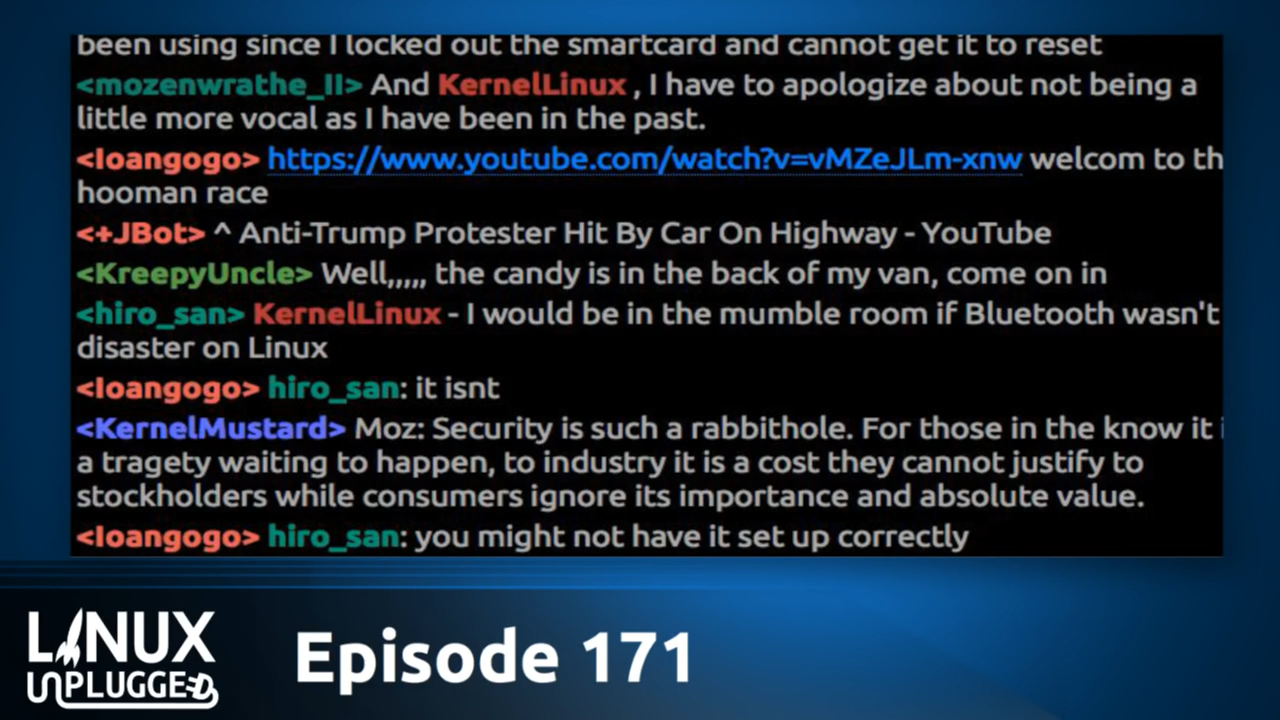 been using since I locked out the smartcard and cannot get it to reset
<mozenwrathe_II> And KernelLinux , I have to apologize about not being a
little more vocal as I have been in the past.
<Ioangogo> https://www.youtube.com/watch?v=vMZeJLm-xnw welcom to th
hooman race
<+JBot> ^ Anti-Trump Protester Hit By Car On Highway - YouTube
<KreepyUncle> Well,,,,, the candy is in the back of my van, come on in
<hiro_san> KernelLinux - I would be in the mumble room if Bluetooth wasn't
disaster on Linux
<Ioangogo> hiro_san: it isnt
<KernelMustard> Moz: Security is such a rabbithole. For those in the know it i
a tragety waiting to happen, to industry it is a cost they cannot justify to
stockholders while consumers ignore its importance and absolute value.
<Ioangogo> hiro_san: you might not have it set up correctly
LINUX
UNPLUGGED
Episode 171